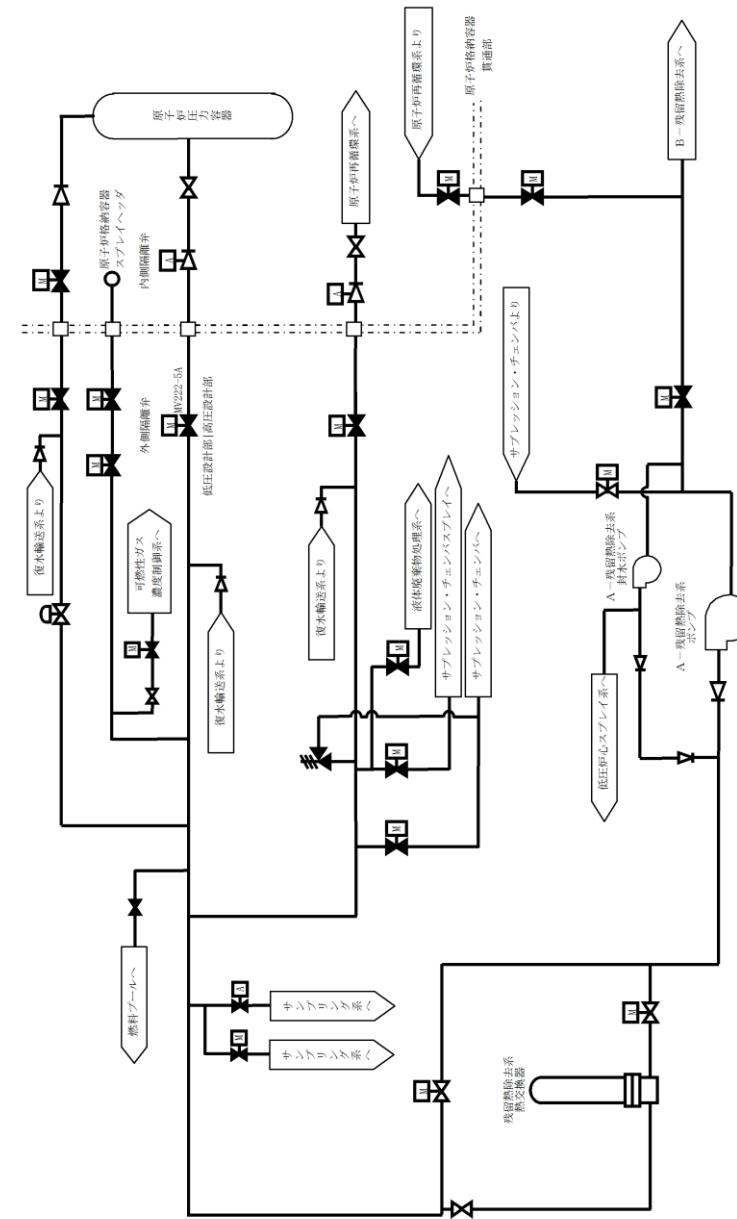 復水輸送系より
原子炉圧力容器
原子炉格納容器
スプレイヘッダ
内側隔離弁
外側隔離弁
MV222-5A
低圧設計部|高圧設計部
原子炉再循環系へ
原子炉再循環系より
原子炉格納容器
貫通部
B-残留熱除去系へ
サプレッション・チェンバより
可燃性ガス
濃度制御系へ
復水輸送系より
復水輸送系より
液体廃棄物処理系へ
サプレッション・チェンバスプレイへ
サプレッション・チェンバへ
A-残留熱除去系
封水ポンプ
A-残留熱除去系
ポンプ
低圧炉心スプレイ系へ
燃料プールへ
サンプリング系へ
サンプリング系へ
残留熱除去系
熱交換器
M
M
M
M
M
M
A
A
M
M
M
M
M
M
M
M
M
A
M
M
M